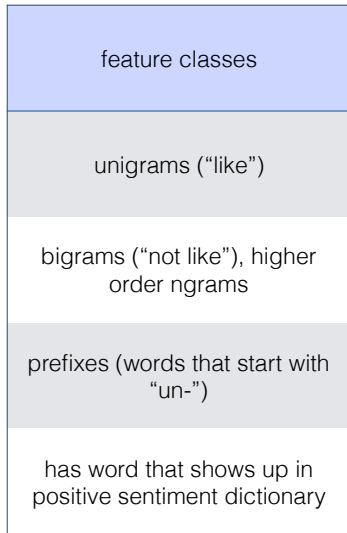 feature classes
unigrams (“like”)
bigrams (“not like”), higher
order ngrams
prefixes (words that start with
“un-”)
has word that shows up in
positive sentiment dictionary